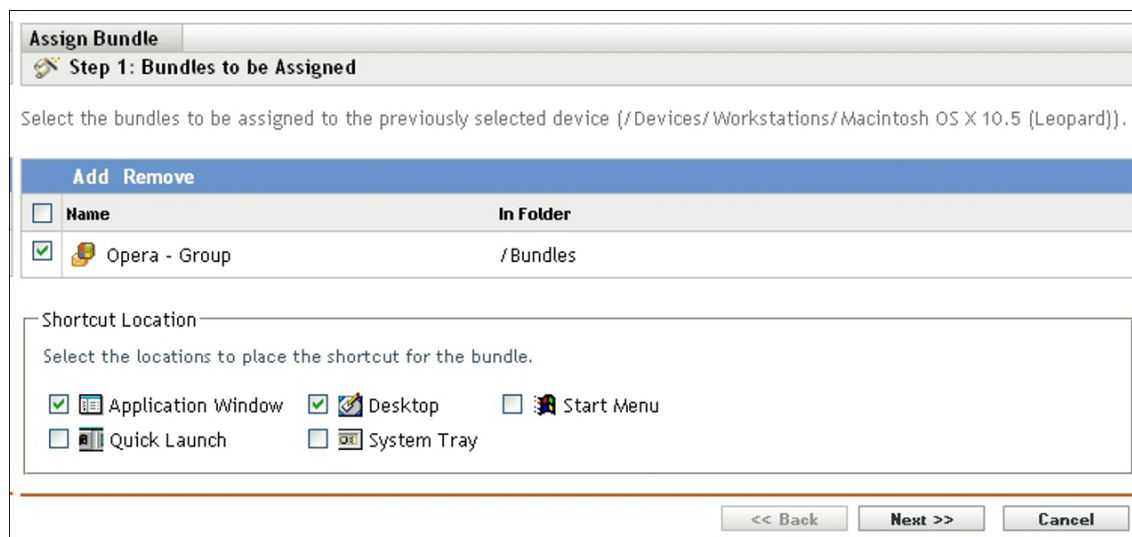 Assign Bundle
Step 1: Bundles to be Assigned
Select the bundles to be assigned to the previously selected device (/Devices/Workstations/Macintosh OS X 10.5 (Leopard)).
Add Remove
Name In Folder
Opera - Group /Bundles
Shortcut Location
Select the locations to place the shortcut for the bundle.
Application Window Desktop Start Menu
Quick Launch System Tray
<< Back Next >> Cancel